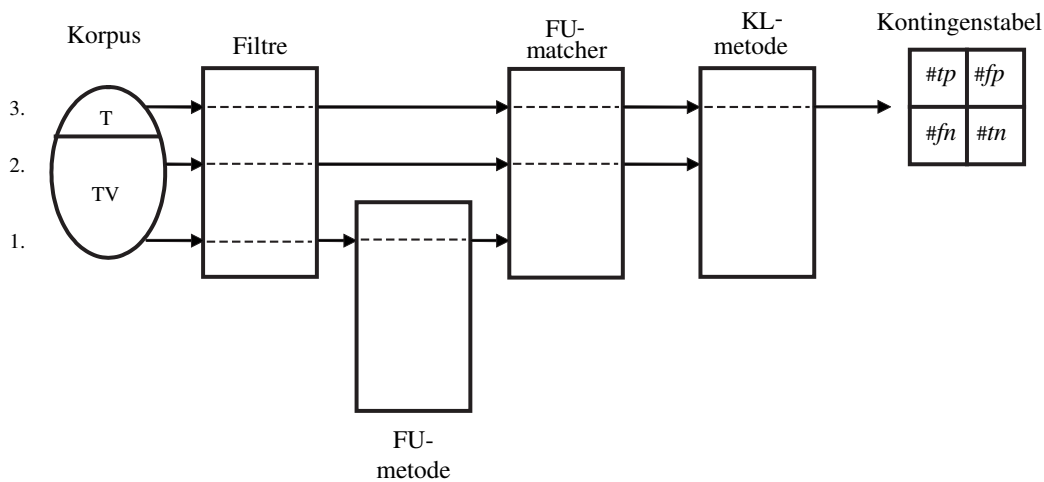 Korpus
Filtre
FU-
matcher
KL-
metode
Kontingenstabel
3.
T
#tp
#fp
2.
TV
#fn
#tn
1.
FU-
metode